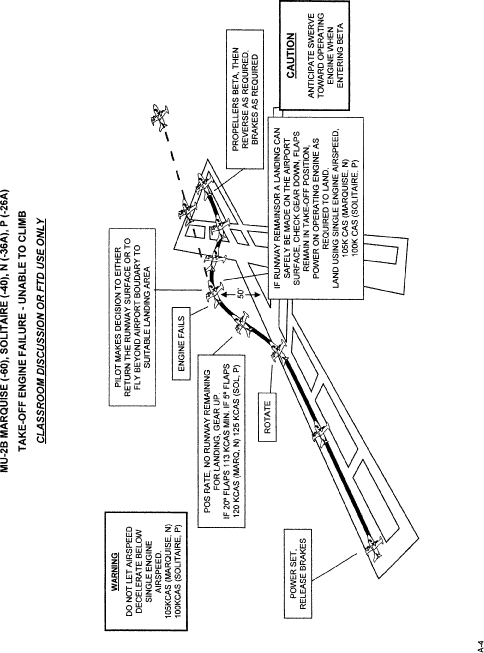 MU-2B MARQUISE (-60), SOLITAIRE (-40), N (-36A), P (-26A)
TAKE-OFF ENGINE FAILURE - UNABLE TO CLIMB
CLASSROOM DISCUSSION OR FTD USE ONLY
WARNING
DO NOT LET AIRSPEED
DECELERATE BELOW
SINGLE ENGINE
AIRSPEED.
105KCAS (MARQUISE, N)
100KCAS (SOLITAIRE, P)
PILOT MAKES DECISION TO EITHER
RETURN THE RUNWAY SURFACE OR TO
FLY BEYOND AIRPORT BOUDARY TO
SUITABLE LANDING AREA
ENGINE FAILS
POS RATE, NO RUNWAY REMAINING
FOR LANDING, GEAR UP.
IF 20° FLAPS 113 KCAS MIN. IF 5° FLAPS
120 KCAS (MARQ, N) 125 KCAS (SOL, P)
ROTATE
POWER SET,
RELEASE BRAKES
50'
PROPELLERS BETA, THEN
REVERSE AS REQUIRED,
BRAKES AS REQUIRED
CAUTION
ANTICIPATE SWERVE
TOWARD OPERATING
ENGINE WHEN
ENTERING BETA
IF RUNWAY REMAINSOR A LANDING CAN
SAFELY BE MADE ON THE AIRPORT
SURFACE, CHECK GEAR DOWN, FLAPS
REMAIN IN TAKE-OFF POSITION,
POWER ON OPERATING ENGINE AS
REQUIRED TO LAND.
LAND USING SINGLE ENGINE AIRSPEED,
105K CAS (MARQUISE, N)
100K CAS (SOLITAIRE, P)
A-4